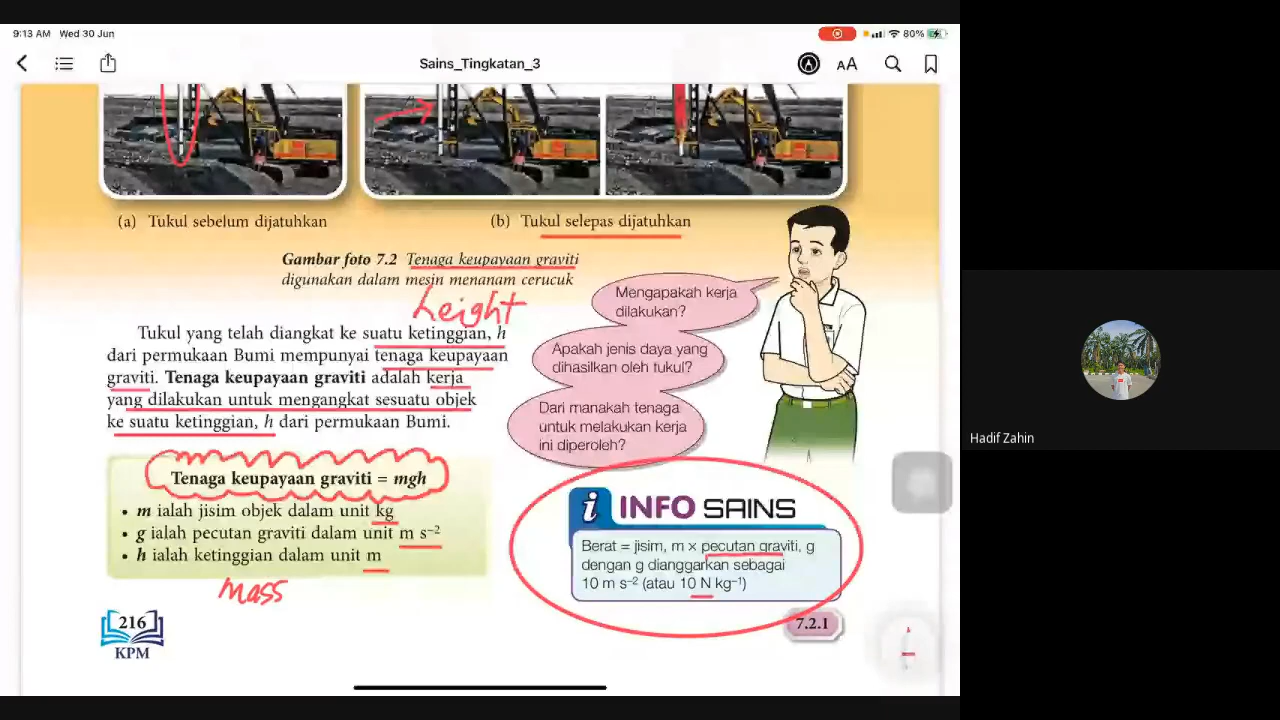 9:13 AM Wed 30 Jun
80%
Sains_Tingkatan_3
AA
(a) Tukul sebelum dijatuhkan
(b) Tukul selepas dijatuhkan
Gambar foto 7.2 Tenaga keupayaan graviti
digunakan dalam mesin menanam cerucuk
height
Tukul yang telah diangkat ke suatu ketinggian, h
dari permukaan Bumi mempunyai tenaga keupayaan
graviti. Tenaga keupayaan graviti adalah kerja
yang dilakukan untuk mengangkat sesuatu objek
ke suatu ketinggian, h dari permukaan Bumi.
Mengapakah kerja
dilakukan?
Apakah jenis daya yang
dihasilkan oleh tukul?
Dari manakah tenaga
untuk melakukan kerja
ini diperoleh?
Tenaga keupayaan graviti = mgh
• m ialah jisim objek dalam unit kg
• g ialah pecutan graviti dalam unit m s⁻²
• h ialah ketinggian dalam unit m
mass
i INFO SAINS
Berat = jisim, m × pecutan graviti, g
dengan g dianggarkan sebagai
10 m s⁻² (atau 10 N kg⁻¹)
216
KPM
7.2.1
Hadif Zahin